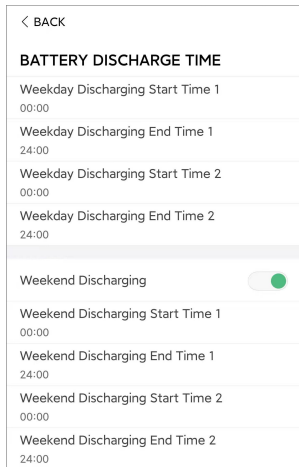 < BACK
BATTERY DISCHARGE TIME
Weekday Discharging Start Time 1
00:00
Weekday Discharging End Time 1
24:00
Weekday Discharging Start Time 2
00:00
Weekday Discharging End Time 2
24:00
Weekend Discharging
Weekend Discharging Start Time 1
00:00
Weekend Discharging End Time 1
24:00
Weekend Discharging Start Time 2
00:00
Weekend Discharging End Time 2
24:00